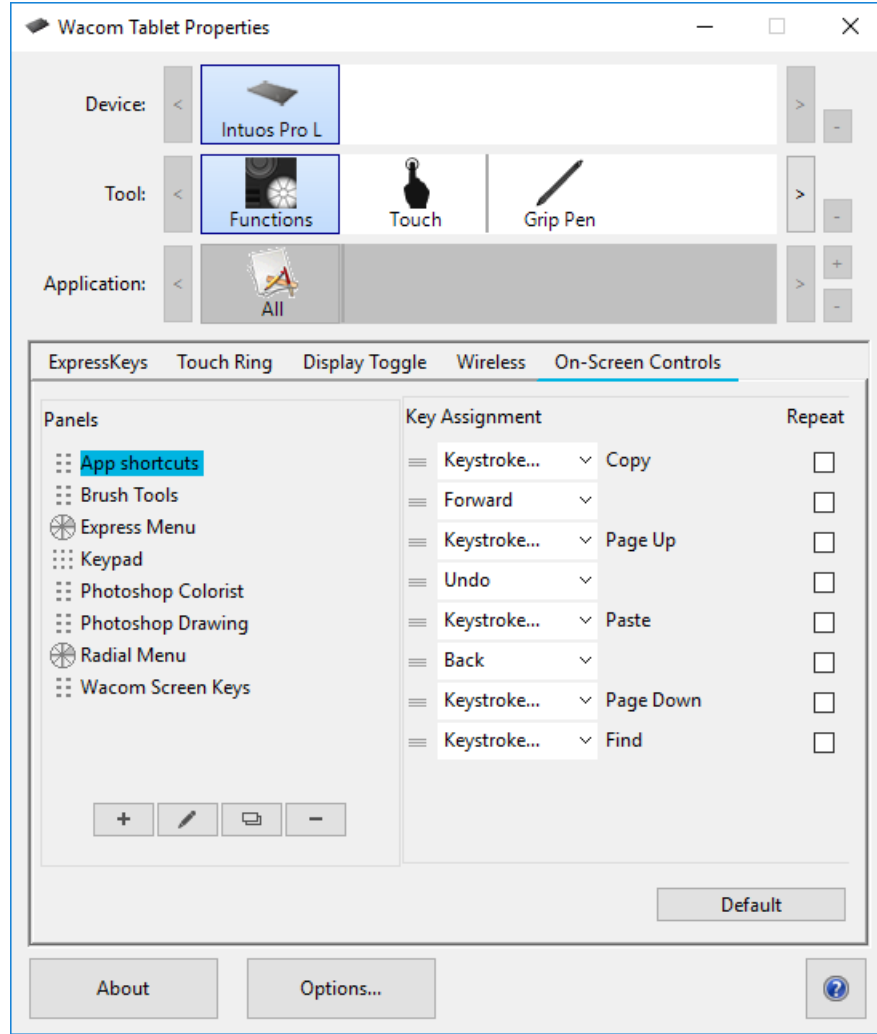 Wacom Tablet Properties
Device:
<
Intuos Pro L
>
-
Tool:
<
Functions
Touch
Grip Pen
>
-
Application:
<
All
>
+
-
ExpressKeys Touch Ring Display Toggle Wireless On-Screen Controls
Panels
App shortcuts
Brush Tools
Express Menu
Keypad
Photoshop Colorist
Photoshop Drawing
Radial Menu
Wacom Screen Keys
+ −
Key Assignment Repeat
Keystroke... Copy
Forward
Keystroke... Page Up
Undo
Keystroke... Paste
Back
Keystroke... Page Down
Keystroke... Find
Default
About Options... ?